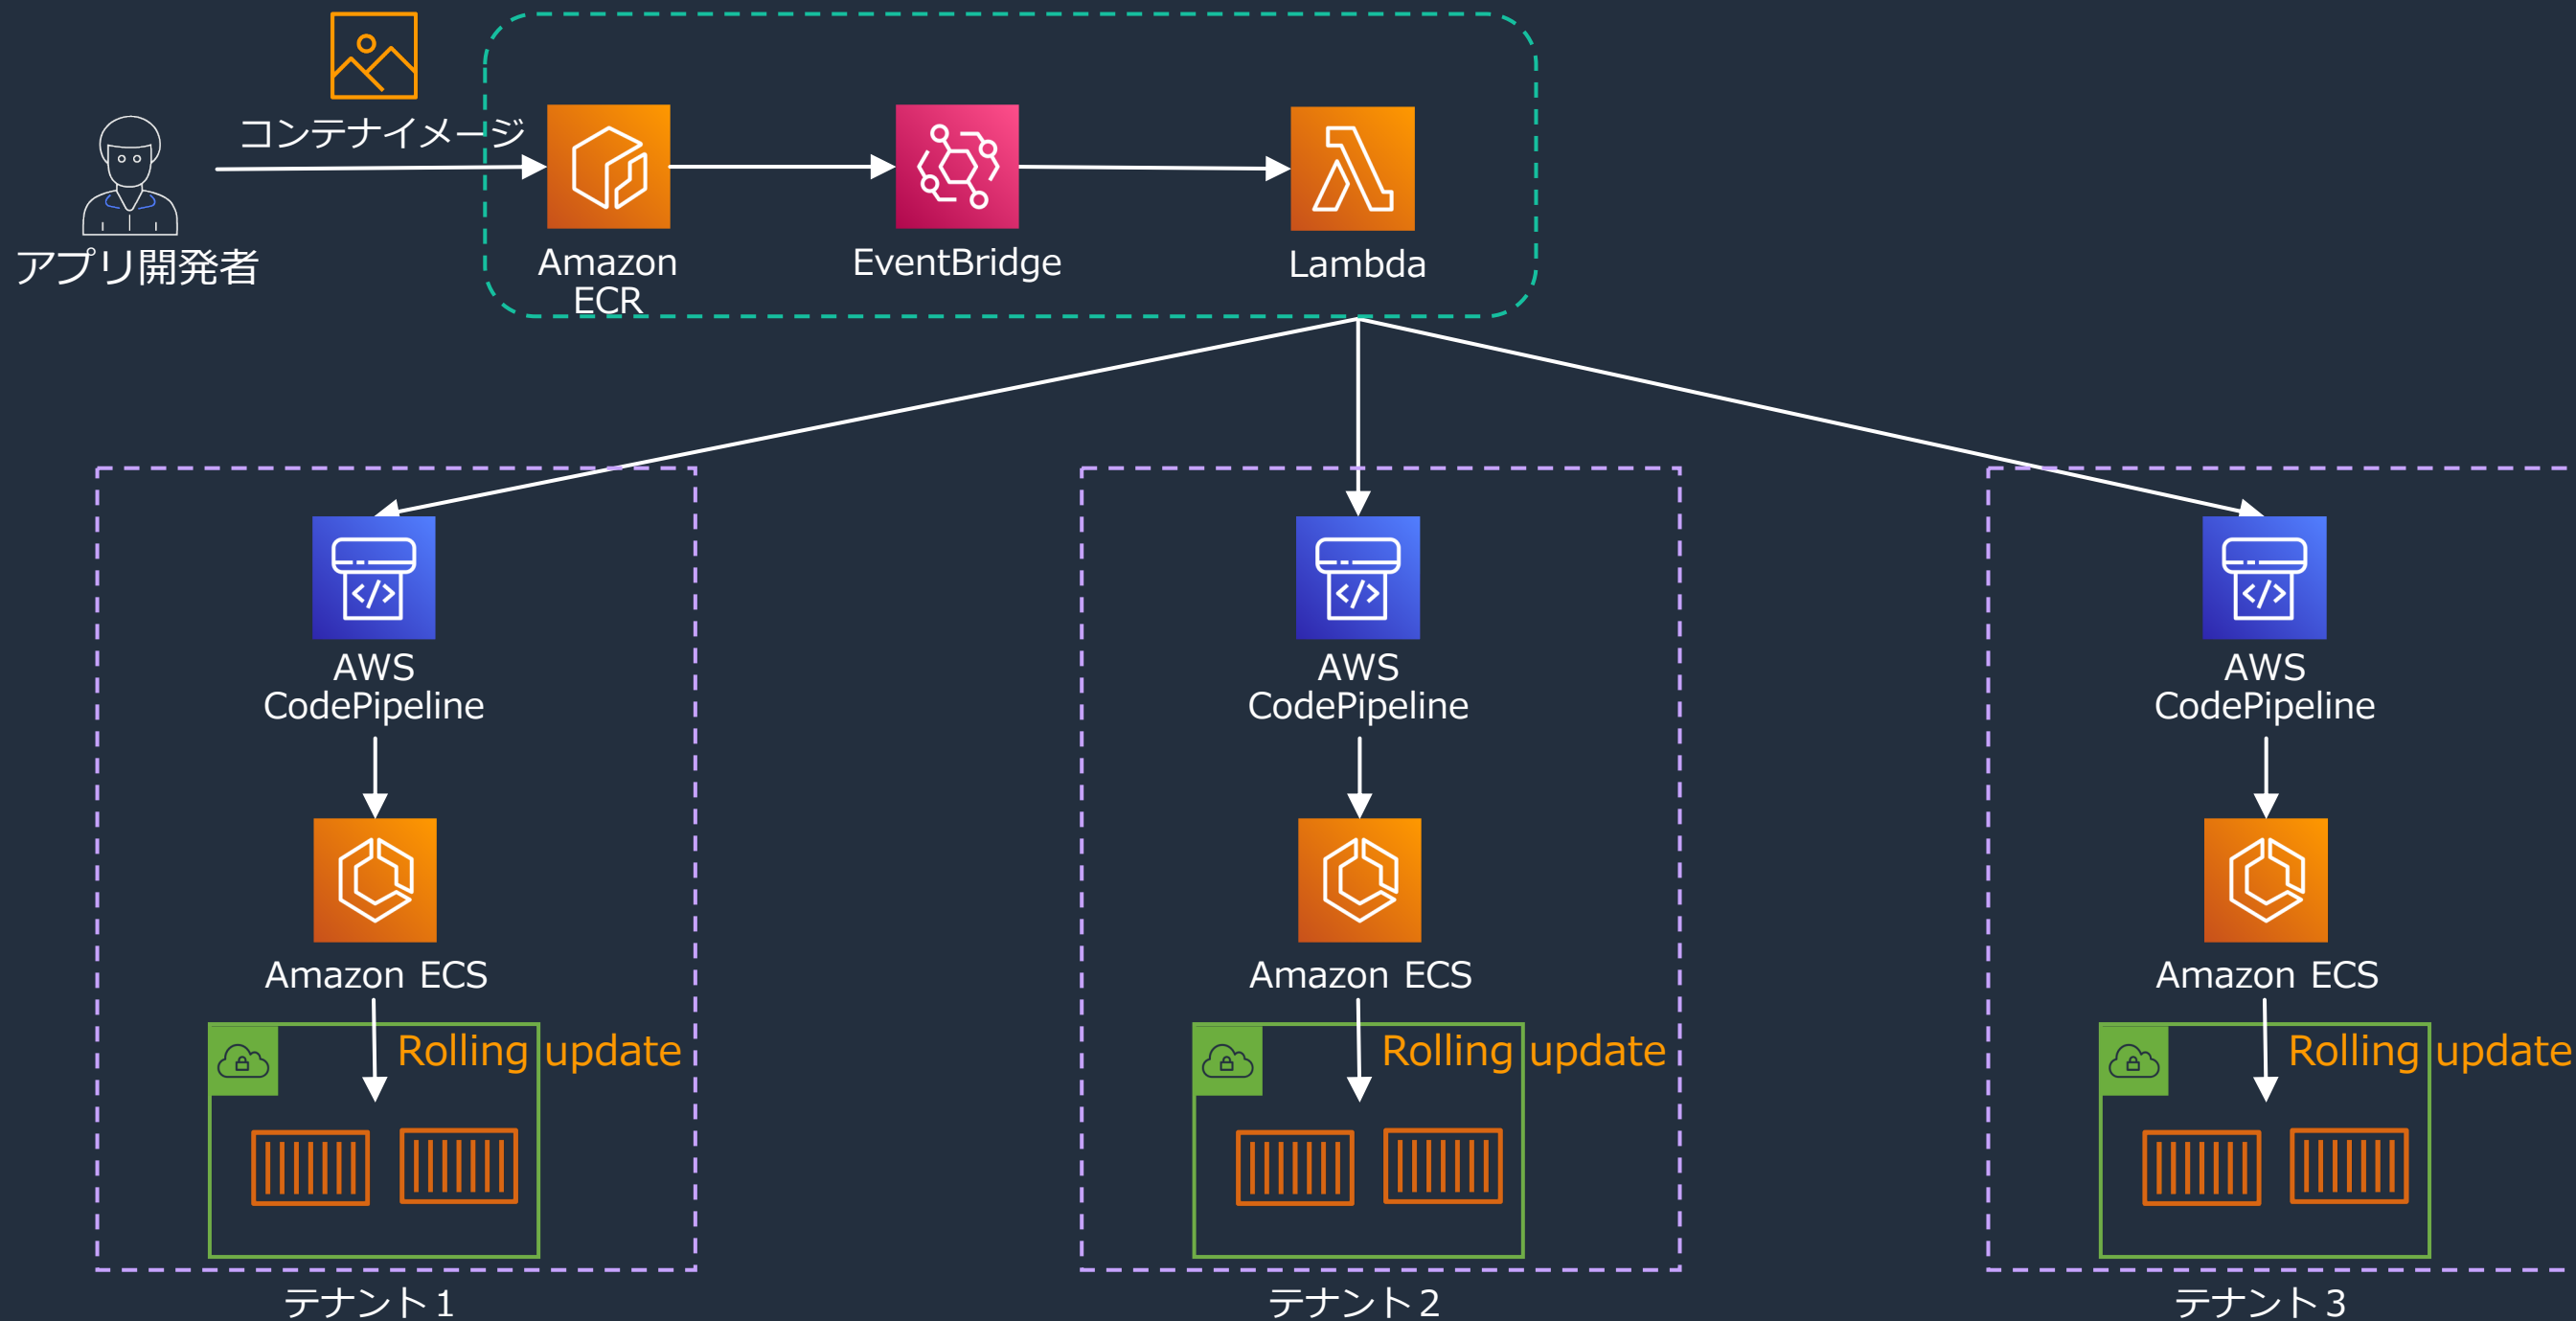 コンテナイメージ
アプリ開発者
Amazon
ECR
EventBridge
Lambda
AWS
CodePipeline
AWS
CodePipeline
AWS
CodePipeline
Amazon ECS
Amazon ECS
Amazon ECS
Rolling update
Rolling update
Rolling update
テナント1
テナント2
テナント3